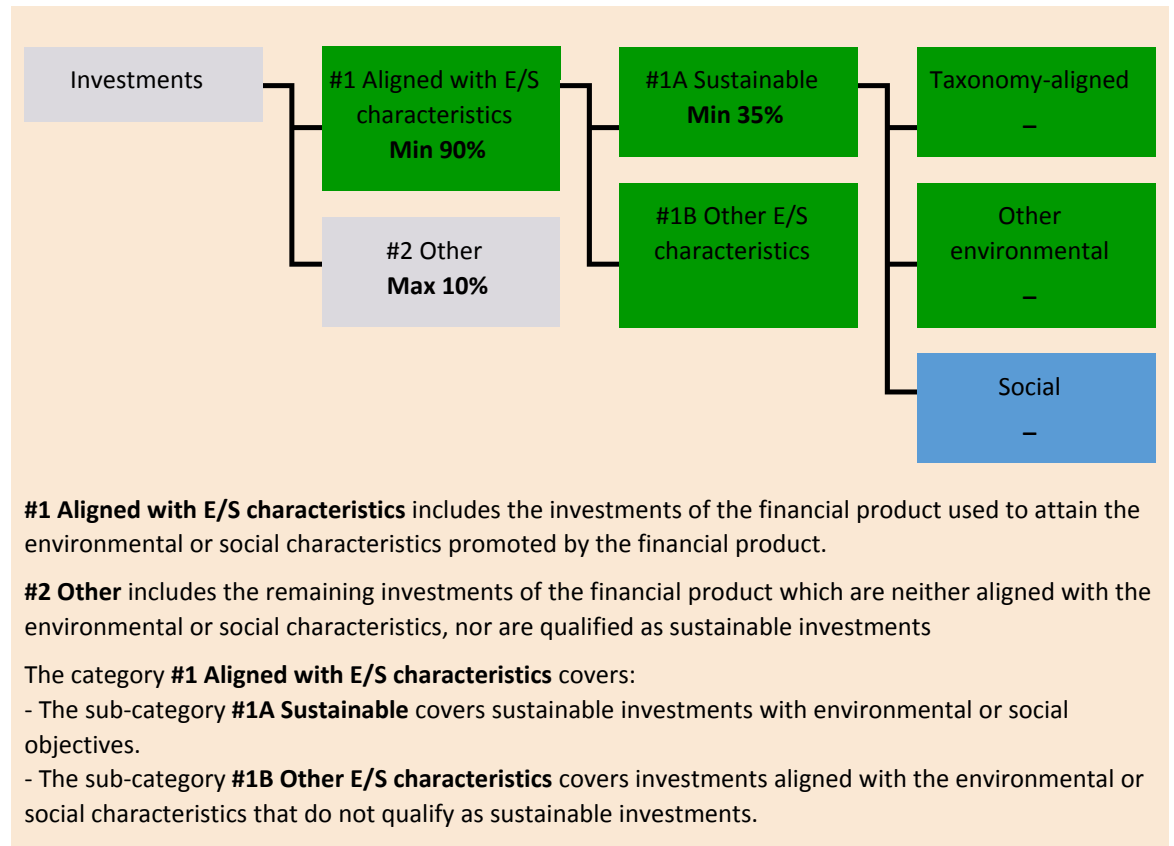 Investments
#1 Aligned with E/S
characteristics
Min 90%
#2 Other
Max 10%
#1A Sustainable
Min 35%
#1B Other E/S
characteristics
Taxonomy-aligned
–
Other
environmental
–
Social
–
#1 Aligned with E/S characteristics includes the investments of the financial product used to attain the
environmental or social characteristics promoted by the financial product.
#2 Other includes the remaining investments of the financial product which are neither aligned with the
environmental or social characteristics, nor are qualified as sustainable investments
The category #1 Aligned with E/S characteristics covers:
- The sub-category #1A Sustainable covers sustainable investments with environmental or social
objectives.
- The sub-category #1B Other E/S characteristics covers investments aligned with the environmental or
social characteristics that do not qualify as sustainable investments.